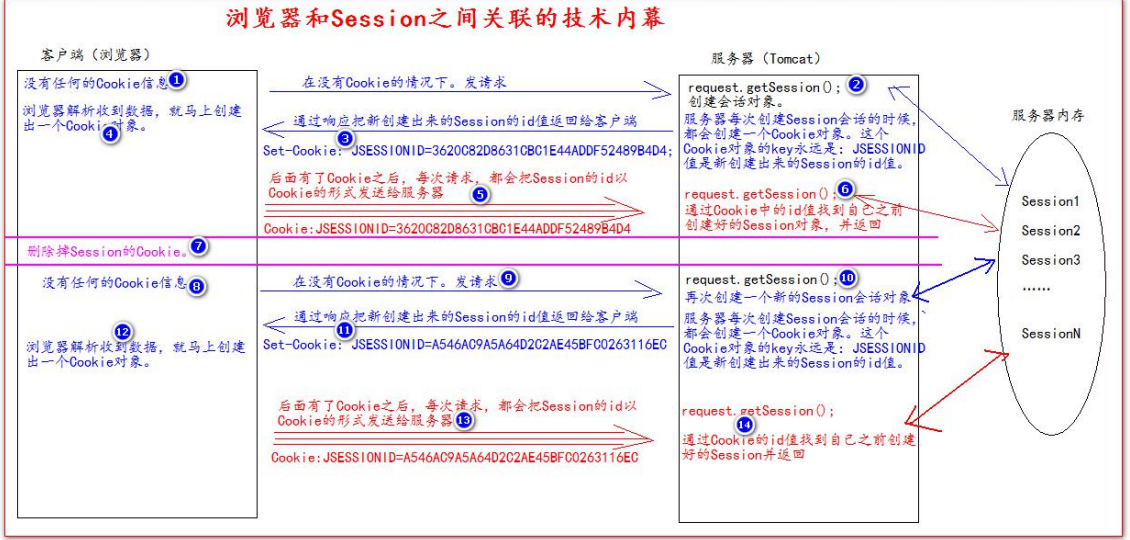 浏览器和Session之间关联的技术内幕
客户端（浏览器）
服务器（Tomcat）
服务器内存
没有任何的Cookie信息 1
在没有Cookie的情况下。发请求
request.getSession(); 2
创建会话对象。
浏览器解析收到数据，就马上创建
出一个Cookie对象。
4
通过响应把新创建出来的Session的id值返回给客户端
3
Set-Cookie: JSESSIONID=3620C82D8631CBC1E44ADDF52489B4D4;
服务器每次创建Session会话的时候，
都会创建一个Cookie对象。这个
Cookie对象的key永远是：JSESSIONID
值是新创建出来的Session的id值。
后面有了Cookie之后，每次请求，都会把Session的id以
Cookie的形式发送给服务器 5
Cookie:JSESSIONID=3620C82D8631CBC1E44ADDF52489B4D4
request.getSession(); 6
通过Cookie中的id值找到自己之前
创建好的Session对象，并返回
Session1
Session2
Session3
......
SessionN
删除掉Session的Cookie。 7
没有任何的Cookie信息 8
在没有Cookie的情况下。发请求 9
request.getSession(); 10
再次创建一个新的Session会话对象
12
浏览器解析收到数据，就马上创建
出一个Cookie对象。
通过响应把新创建出来的Session的id值返回给客户端
11
Set-Cookie: JSESSIONID=A546AC9A5A64D2C2AE45BFC0263116EC
服务器每次创建Session会话的时候，
都会创建一个Cookie对象。这个
Cookie对象的key永远是：JSESSIONID
值是新创建出来的Session的id值。
后面有了Cookie之后，每次请求，都会把Session的id以
Cookie的形式发送给服务器 13
Cookie:JSESSIONID=A546AC9A5A64D2C2AE45BFC0263116EC
request.getSession();
14
通过Cookie的id值找到自己之前创建
好的Session并返回